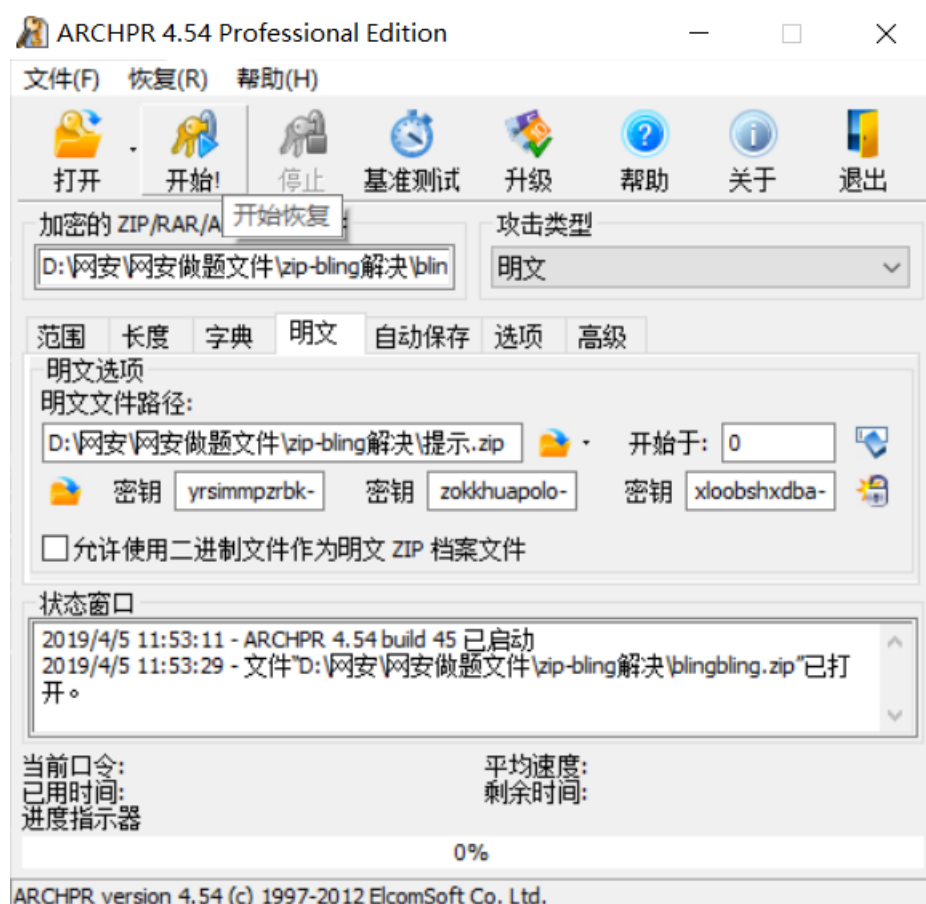 ARCHPR 4.54 Professional Edition
文件(F) 恢复(R) 帮助(H)
打开 开始! 停止 基准测试 升级 帮助 关于 退出
开始恢复
加密的 ZIP/RAR/A 攻击类型
D:\网安\网安做题文件\zip-bling解决\blin 明文
范围 长度 字典 明文 自动保存 选项 高级
明文选项
明文文件路径:
D:\网安\网安做题文件\zip-bling解决\提示.zip 开始于: 0
密钥 yrsimmpzrbk- 密钥 zokkhuapolo- 密钥 xloobshxdba-
允许使用二进制文件作为明文 ZIP 档案文件
状态窗口
2019/4/5 11:53:11 - ARCHPR 4.54 build 45 已启动
2019/4/5 11:53:29 - 文件"D:\网安\网安做题文件\zip-bling解决\blingbling.zip"已打
开。
当前口令: 平均速度:
已用时间: 剩余时间:
进度指示器
0%
ARCHPR version 4.54 (c) 1997-2012 ElcomSoft Co. Ltd.